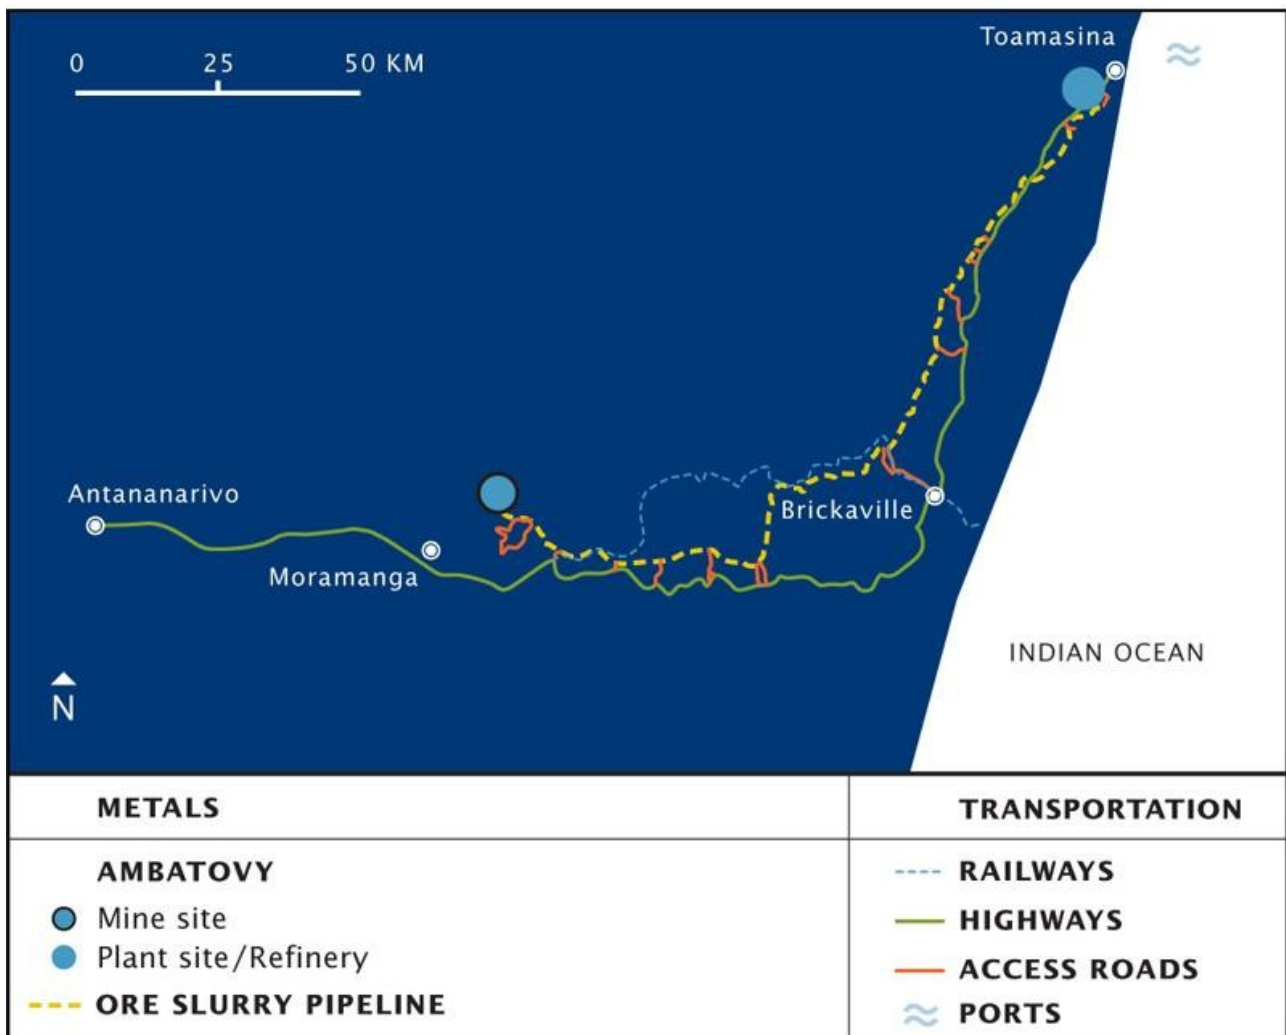 Toamasina
0 25 50 KM
Antananarivo
Brickaville
Moramanga
INDIAN OCEAN
N
METALS
AMBATOVY
Mine site
Plant site/Refinery
ORE SLURRY PIPELINE
TRANSPORTATION
RAILWAYS
HIGHWAYS
ACCESS ROADS
PORTS